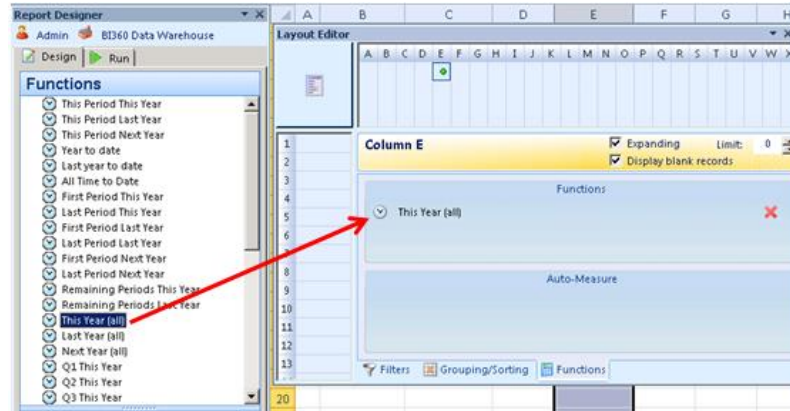 Report Designer
Admin BI360 Data Warehouse
Design Run
Functions
This Period This Year
This Period Last Year
This Period Next Year
Year to date
Last year to date
All Time to Date
First Period This Year
Last Period This Year
First Period Last Year
Last Period Last Year
First Period Next Year
Last Period Next Year
Remaining Periods This Year
Remaining Periods Last Year
This Year (all)
Last Year (all)
Next Year (all)
Q1 This Year
Q2 This Year
Q3 This Year
A B C D E F G H
Layout Editor
A B C D E F G H I J K L M N O P Q R S T U V W X
1
2
3
4
5
6
8
9
10
11
12
13
20
Column E
Expanding Limit: 0
Display blank records
Functions
This Year (all)
Auto-Measure
Filters Grouping/Sorting Functions